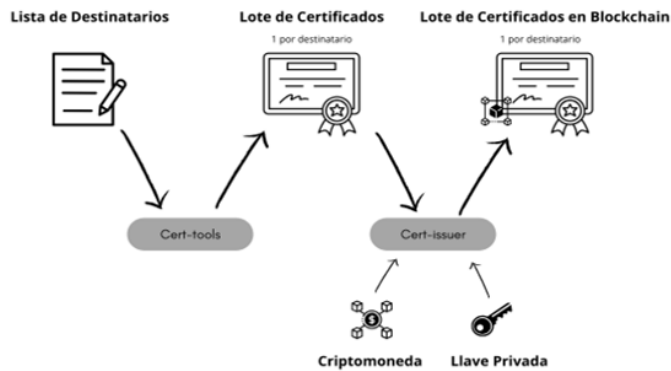 Lista de Destinatarios
Lote de Certificados
1 por destinatario
Lote de Certificados en Blockchain
1 por destinatario
Cert-tools
Cert-issuer
Criptomoneda
Llave Privada